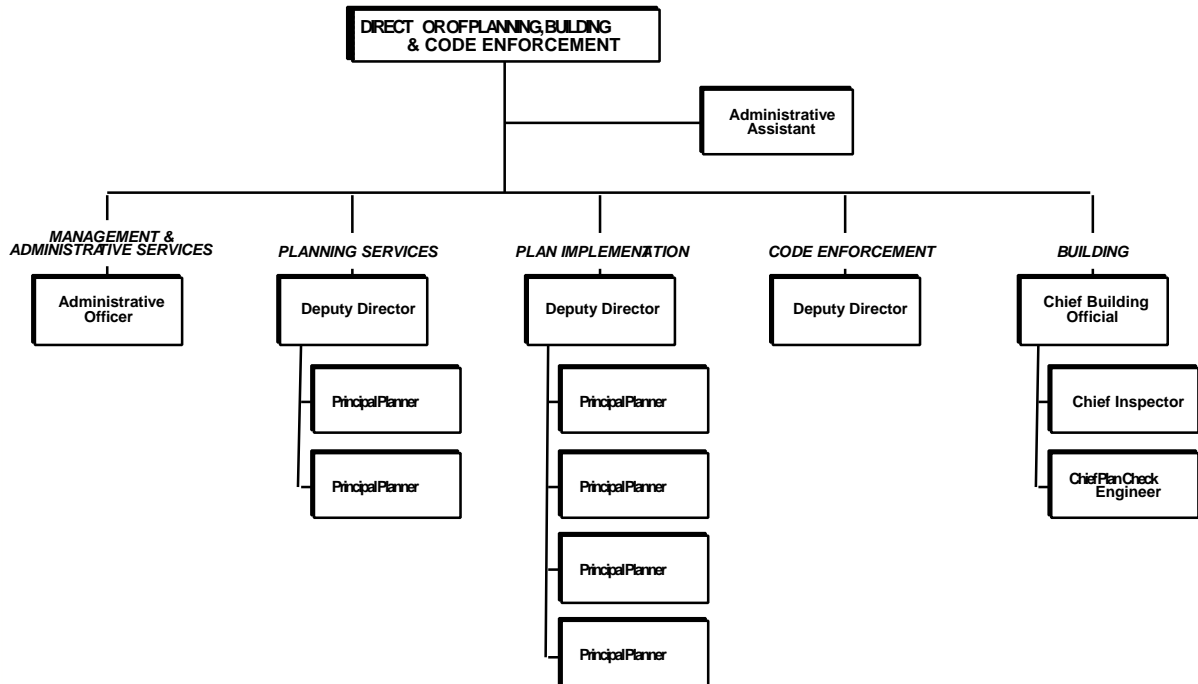 DIRECT OR OF PLANNING, BUILDING
& CODE ENFORCEMENT
Administrative
Assistant
MANAGEMENT &
ADMINISTRATIVE SERVICES
PLANNING SERVICES
PLAN IMPLEMENTATION
CODE ENFORCEMENT
BUILDING
Administrative
Officer
Deputy Director
Deputy Director
Deputy Director
Chief Building
Official
Principal Planner
Principal Planner
Chief Inspector
Principal Planner
Principal Planner
Chief Plan Check
Engineer
Principal Planner
Principal Planner